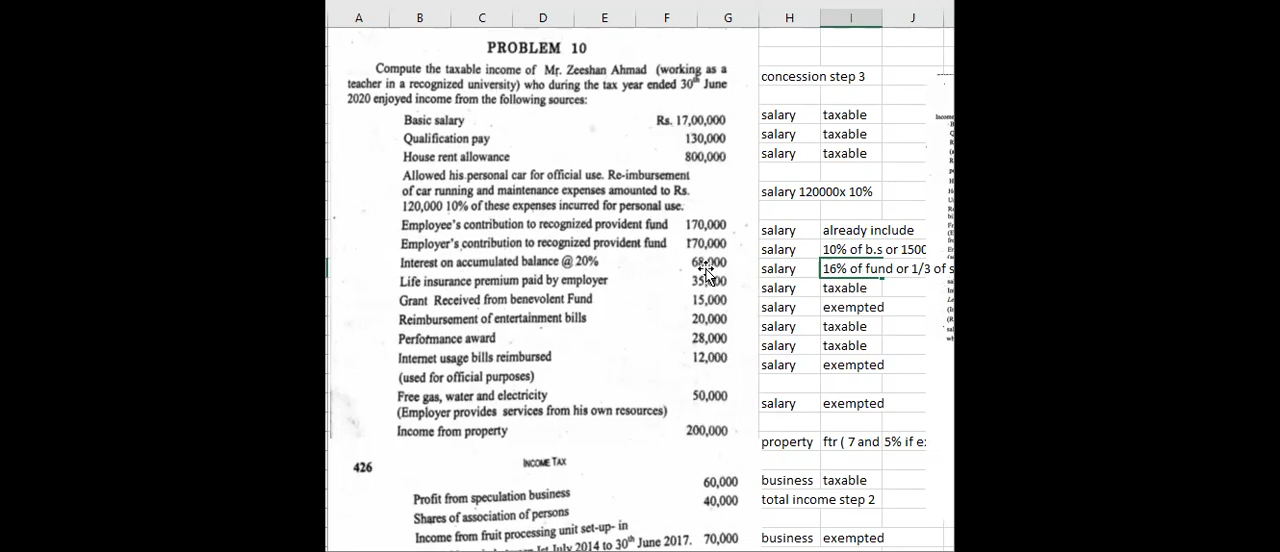 A B C D E F G H I J
PROBLEM 10
Compute the taxable income of Mr. Zeeshan Ahmad (working as a
teacher in a recognized university) who during the tax year ended 30th June
2020 enjoyed income from the following sources:
Basic salary Rs. 17,00,000
Qualification pay 130,000
House rent allowance 800,000
Allowed his personal car for official use. Re-imbursement
of car running and maintenance expenses amounted to Rs.
120,000 10% of these expenses incurred for personal use.
Employee's contribution to recognized provident fund 170,000
Employer's contribution to recognized provident fund 170,000
Interest on accumulated balance @ 20%
Life insurance premium paid by employer
Grant Received from benevolent Fund 15,000
Reimbursement of entertainment bills 20,000
Performance award 28,000
Internet usage bills reimbursed 12,000
(used for official purposes)
Free gas, water and electricity 50,000
(Employer provides services from his own resources)
Income from property 200,000
426 INCOME TAX
60,000
Profit from speculation business 40,000
Shares of association of persons
Income from fruit processing unit set-up- in
1st July 2014 to 30th June 2017. 70,000
concession step 3
salary taxable
salary taxable
salary taxable
salary 120000x 10%
salary already include
salary 10% of b.s or 1500
salary 16% of fund or 1/3 of s
salary taxable
salary exempted
salary taxable
salary taxable
salary exempted
salary exempted
property ftr ( 7 and 5% if e
business taxable
total income step 2
business exempted